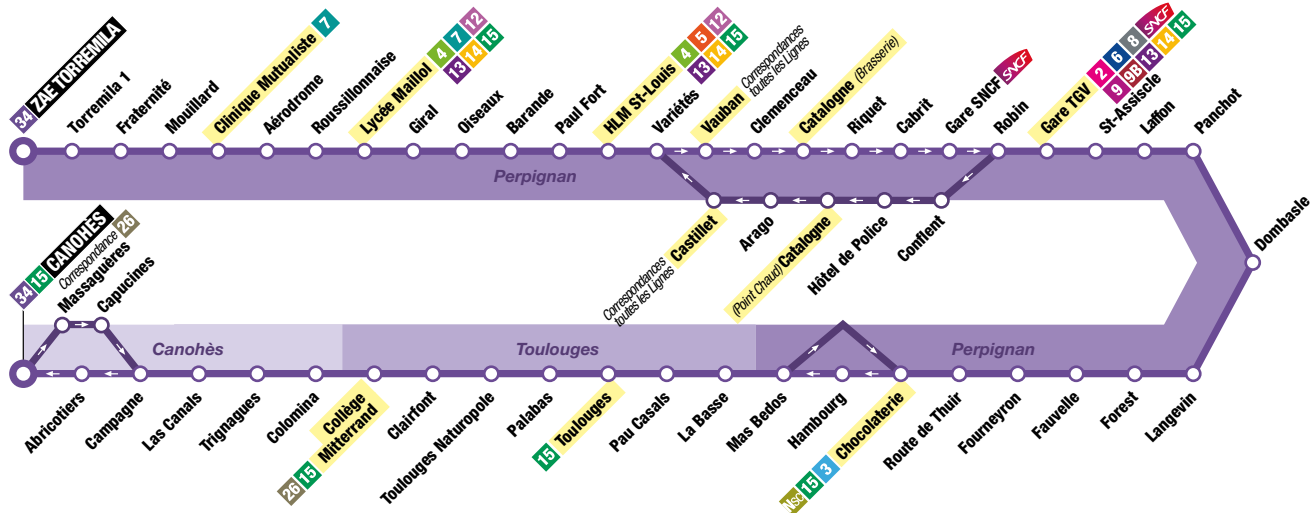 34 ZAE TORREMILA
Torremila 1
Fraternité
Mouillard
Clinique Mutualiste 7
Aérodrome
Roussillonnaise
Lycée Maillol 4 7 12
13 14 15
Giral
Oiseaux
Barande
Paul Fort
HLM St-Louis 4 5 12
13 14 15
Variétés
Vauban Correspondances
toutes les Lignes
Clemenceau
Catalogne (Brasserie)
Riquet
Cabrit
Gare SNCF SNCF
Robin
Gare TGV 2 6 8 SNCF
9 9B 13 14 15
St-Assiscle
Laffon
Panchot
Perpignan
Castillet
Correspondances
toutes les Lignes
Arago
(Point Chaud) Catalogne
Hôtel de Police
Conflent
Dombasle
34 15 CANOHÈS
Correspondance 26
Massaguères
Capucines
Canohès
Toulouges
Perpignan
Abricotiers
Campagne
Las Canals
Trignagues
Colomina
Collège
26 15 Mitterrand
Clairfont
Toulouges Naturopole
Palabas
15 Toulouges
Pau Casals
La Basse
Mas Bedos
Hambourg
Nsc 15 3 Chocolaterie
Route de Thuir
Fourneyron
Fauvelle
Forest
Langevin